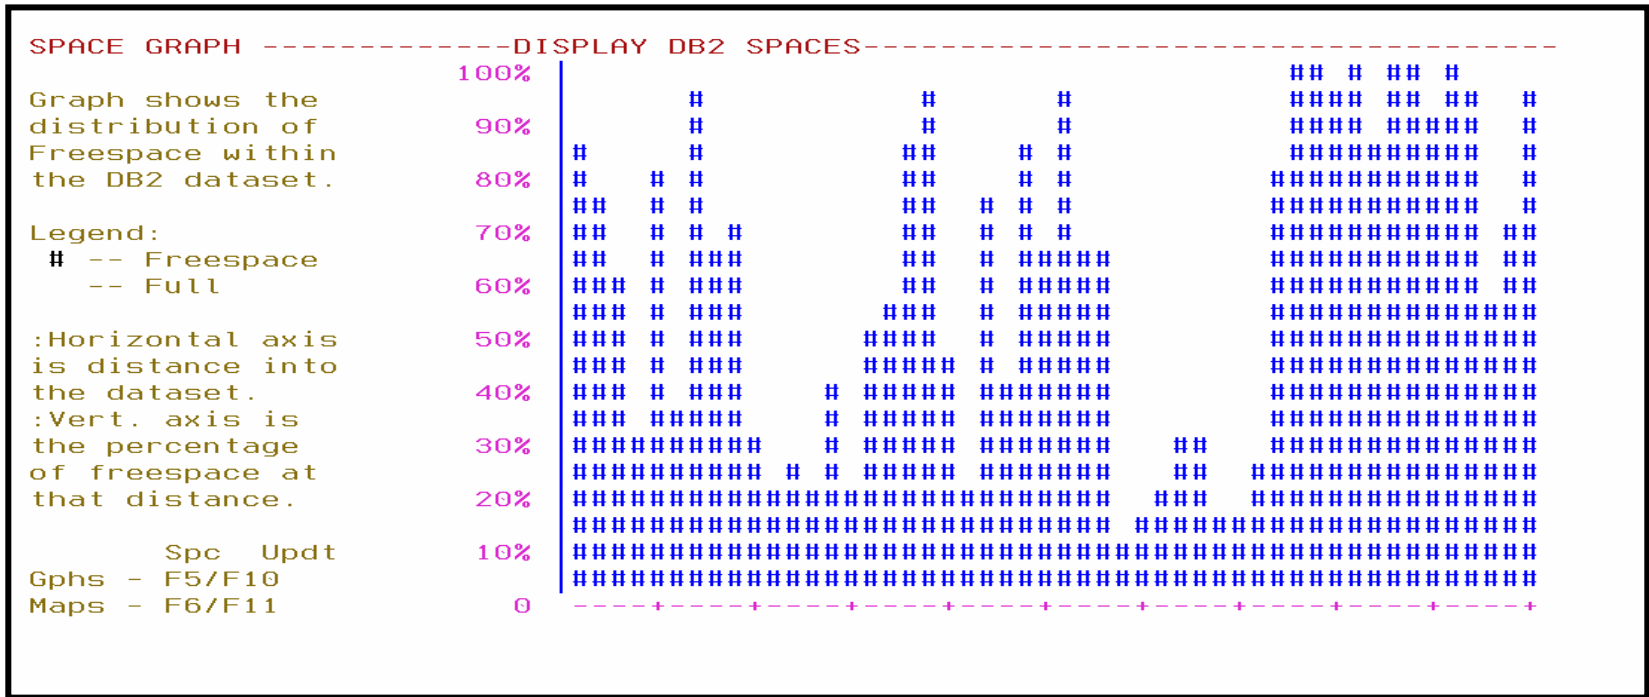 SPACE GRAPH -------------DISPLAY DB2 SPACES------------------------------------
100%
Graph shows the
distribution of 90%
Freespace within
the DB2 dataset. 80%
Legend: 70%
# -- Freespace
-- Full 60%
:Horizontal axis 50%
is distance into
the dataset. 40%
:Vert. axis is
the percentage 30%
of freespace at
that distance. 20%
Spc Updt 10%
Gphs - F5/F10
Maps - F6/F11 0 ----+----+----+----+----+----+----+----+----+----+